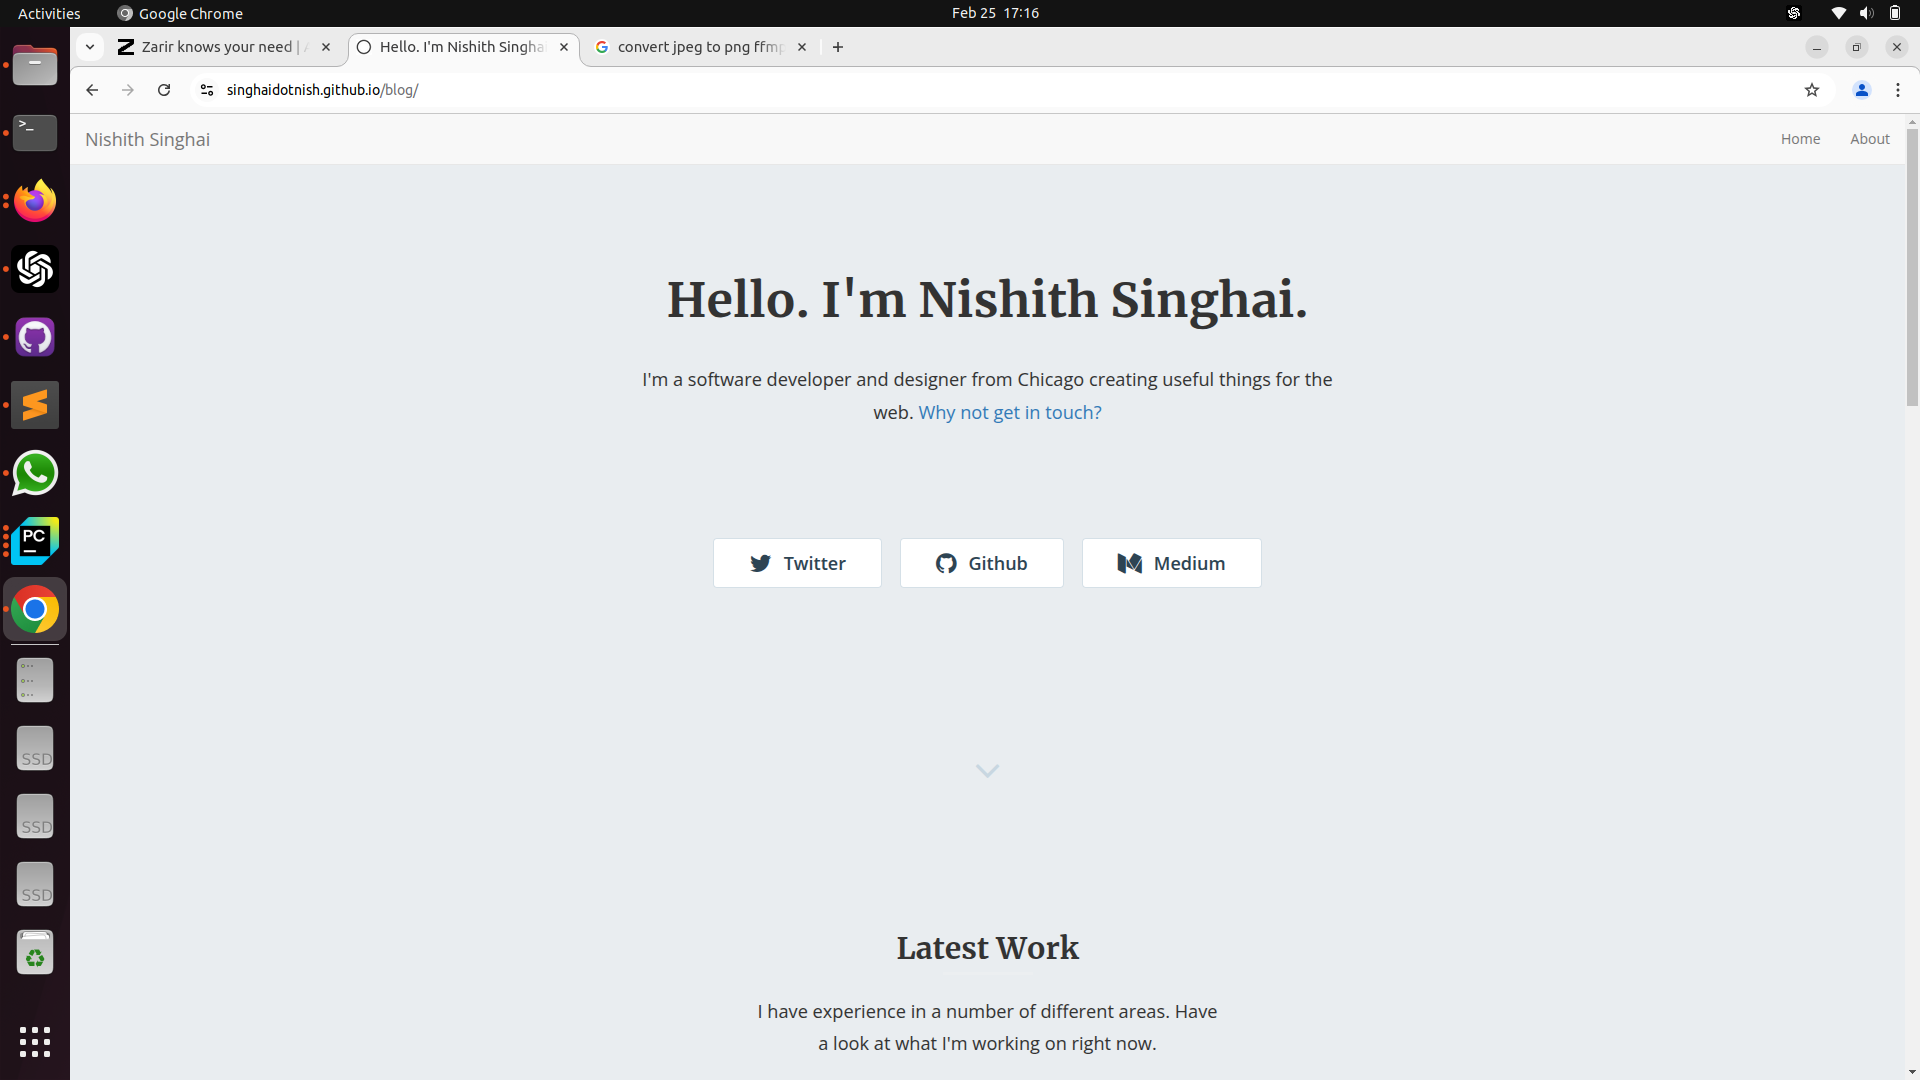 Activities
Google Chrome
Feb 25 17:16
Zarir knows your need |
Hello. I'm Nishith Singha
convert jpeg to png ffmp
singhaidotnish.github.io/blog/
Nishith Singhai
Home
About
Hello. I'm Nishith Singhai.
I'm a software developer and designer from Chicago creating useful things for the
web. Why not get in touch?
Twitter
Github
Medium
Latest Work
I have experience in a number of different areas. Have
a look at what I'm working on right now.
>_
PC
SSD
SSD
SSD